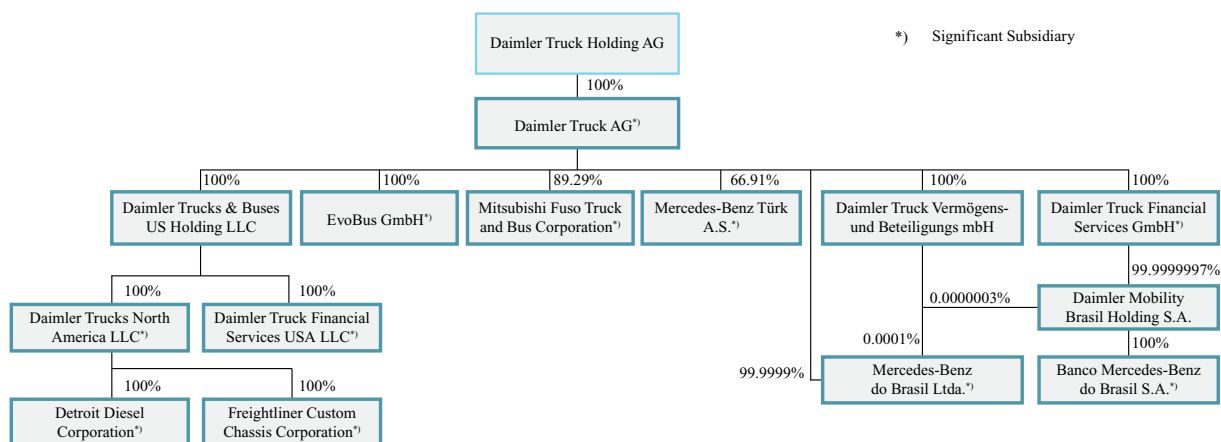 Daimler Truck Holding AG
*) Significant Subsidiary
100%
Daimler Truck AG*)
100%
100%
89.29%
66.91%
100%
100%
Daimler Trucks & Buses
US Holding LLC
EvoBus GmbH*)
Mitsubishi Fuso Truck
and Bus Corporation*)
Mercedes-Benz Türk
A.S.*)
Daimler Truck Vermögens-
und Beteiligungs mbH
Daimler Truck Financial
Services GmbH*)
99.9999997%
100%
100%
0.0000003%
Daimler Trucks North
America LLC*)
Daimler Truck Financial
Services USA LLC*)
Daimler Mobility
Brasil Holding S.A.
0.0001%
100%
99.9999%
Mercedes-Benz
do Brasil Ltda.*)
Banco Mercedes-Benz
do Brasil S.A.*)
100%
100%
Detroit Diesel
Corporation*)
Freightliner Custom
Chassis Corporation*)